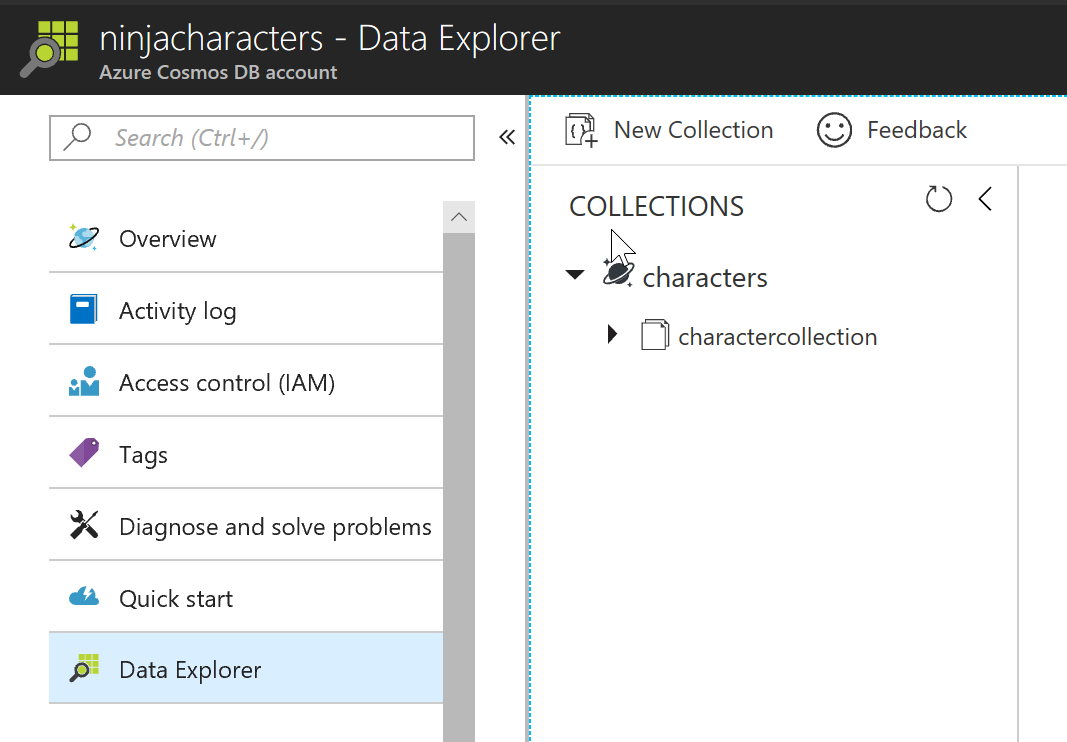 ninjacharacters - Data Explorer
Azure Cosmos DB account
Search (Ctrl+/)
Overview
Activity log
Access control (IAM)
Tags
Diagnose and solve problems
Quick start
Data Explorer
New Collection
Feedback
COLLECTIONS
characters
charactercollection